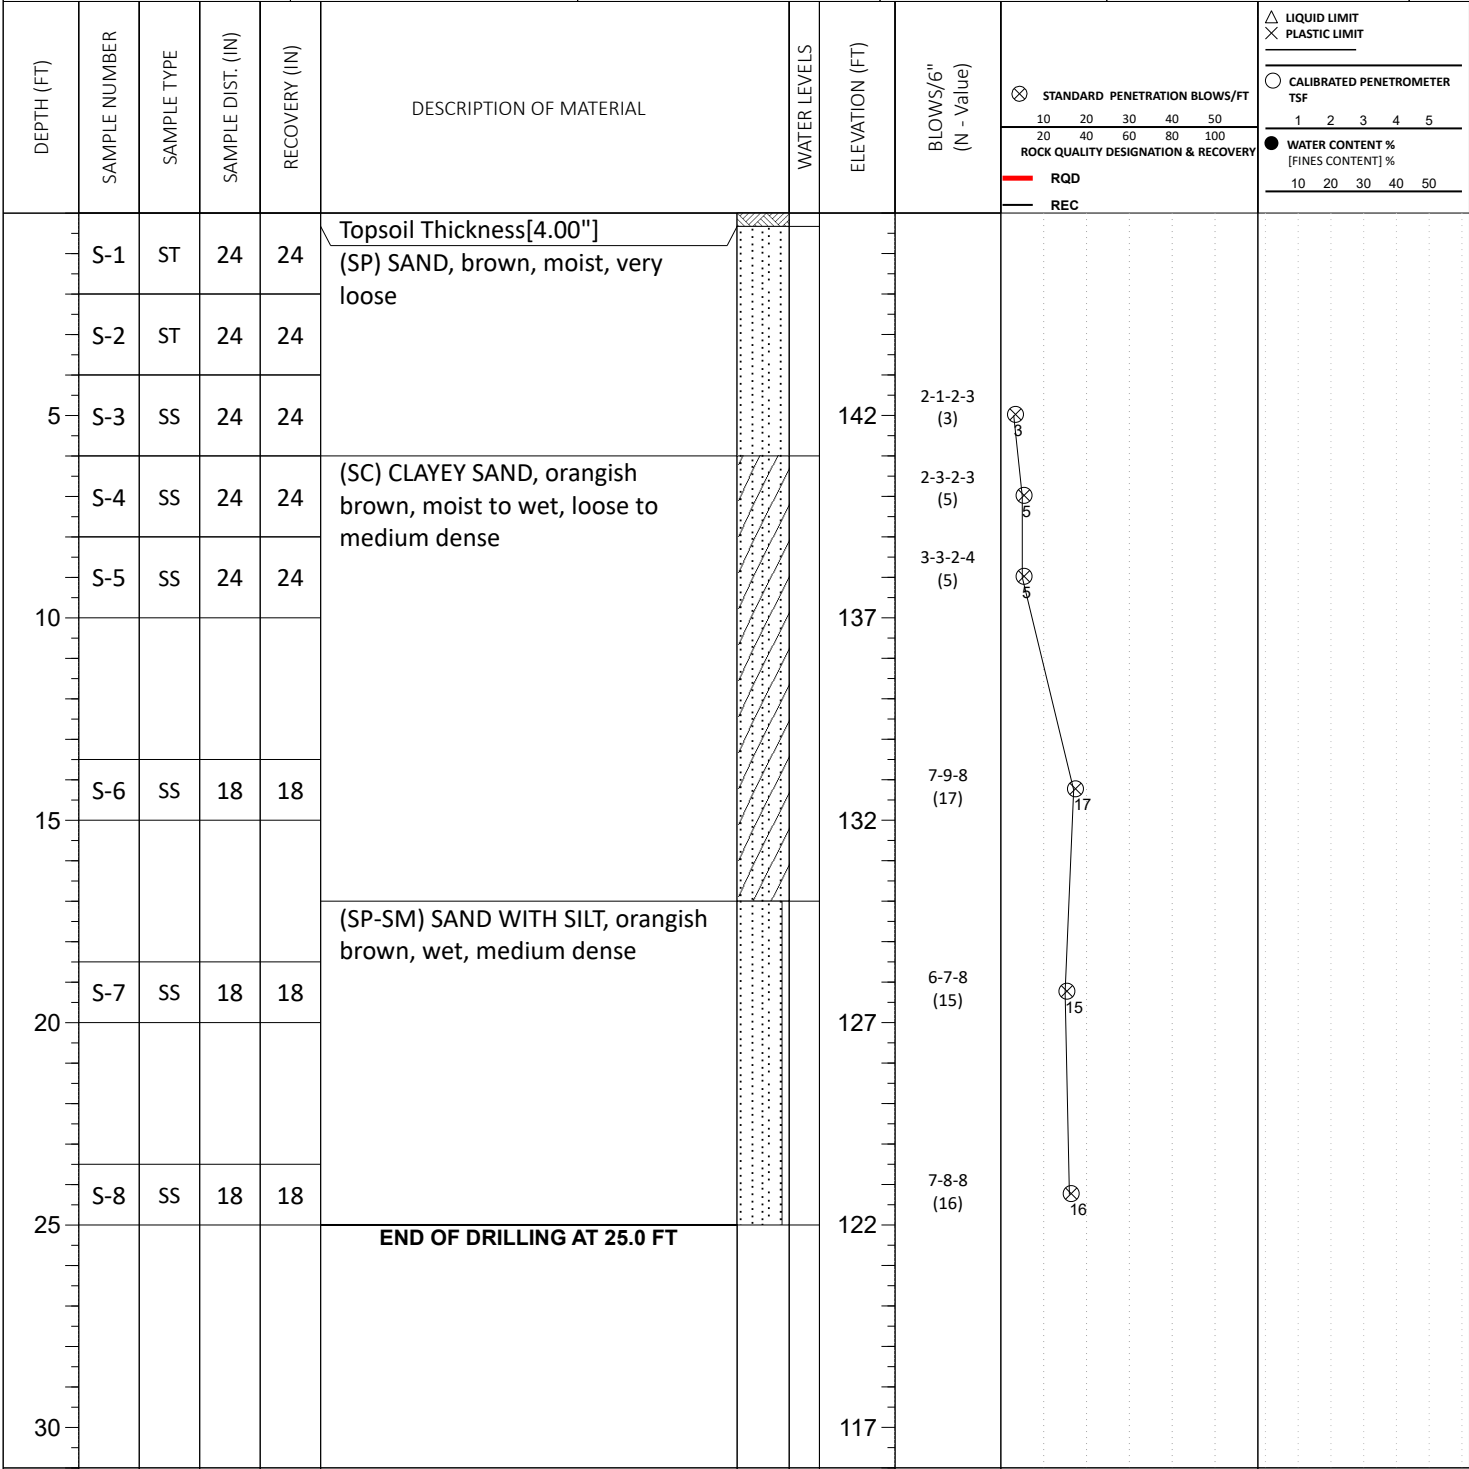 DEPTH (FT)
SAMPLE NUMBER
SAMPLE TYPE
SAMPLE DIST. (IN)
RECOVERY (IN)
DESCRIPTION OF MATERIAL
WATER LEVELS
ELEVATION (FT)
BLOWS/6"
(N - Value)
STANDARD PENETRATION BLOWS/FT
10 20 30 40 50
20 40 60 80 100
ROCK QUALITY DESIGNATION & RECOVERY
RQD
REC
LIQUID LIMIT
PLASTIC LIMIT
CALIBRATED PENETROMETER
TSF
1 2 3 4 5
WATER CONTENT %
[FINES CONTENT] %
10 20 30 40 50
Topsoil Thickness[4.00"]
S-1 ST 24 24
(SP) SAND, brown, moist, very
loose
S-2 ST 24 24
2-1-2-3
5 S-3 SS 24 24 142 (3)
3
(SC) CLAYEY SAND, orangish
brown, moist to wet, loose to
medium dense
2-3-2-3
S-4 SS 24 24 (5)
5
3-3-2-4
S-5 SS 24 24 (5)
5
10 137
7-9-8
S-6 SS 18 18 (17)
17
15 132
(SP-SM) SAND WITH SILT, orangish
brown, wet, medium dense
6-7-8
S-7 SS 18 18 (15)
15
20 127
7-8-8
S-8 SS 18 18 (16)
16
25 122
END OF DRILLING AT 25.0 FT
30 117